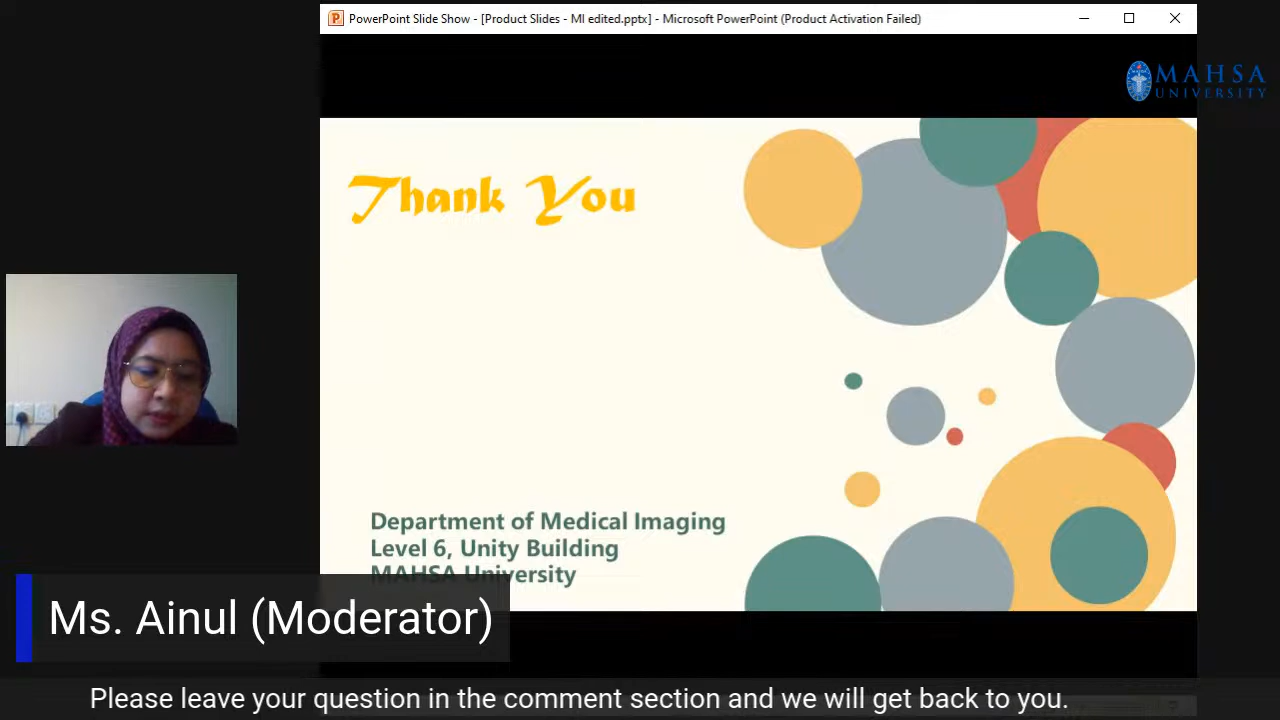 PowerPoint Slide Show - [Product Slides - MI edited.pptx] - Microsoft PowerPoint (Product Activation Failed)
MAHSA
UNIVERSITY
Thank You
Department of Medical Imaging
Level 6, Unity Building
MAHSA University
Ms. Ainul (Moderator)
Please leave your question in the comment section and we will get back to you.